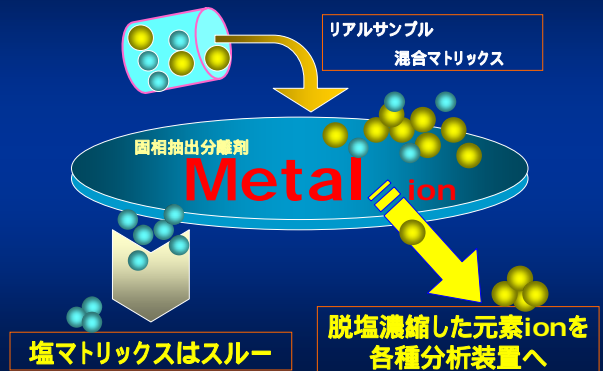 リアルサンプル
混合マトリックス
固相抽出分離剤
Metal ion
塩マトリックスはスルー
脱塩濃縮した元素ionを
各種分析装置へ